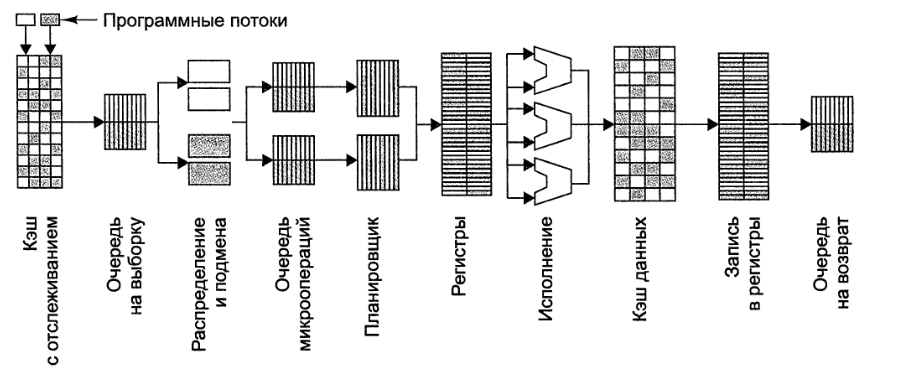 Программные потоки
Кэш
с отслеживанием
Очередь
на выборку
Распределение
и подмена
Очередь
микроопераций
Планировщик
Регистры
Исполнение
Кэш данных
Запись
в регистры
Очередь
на возврат